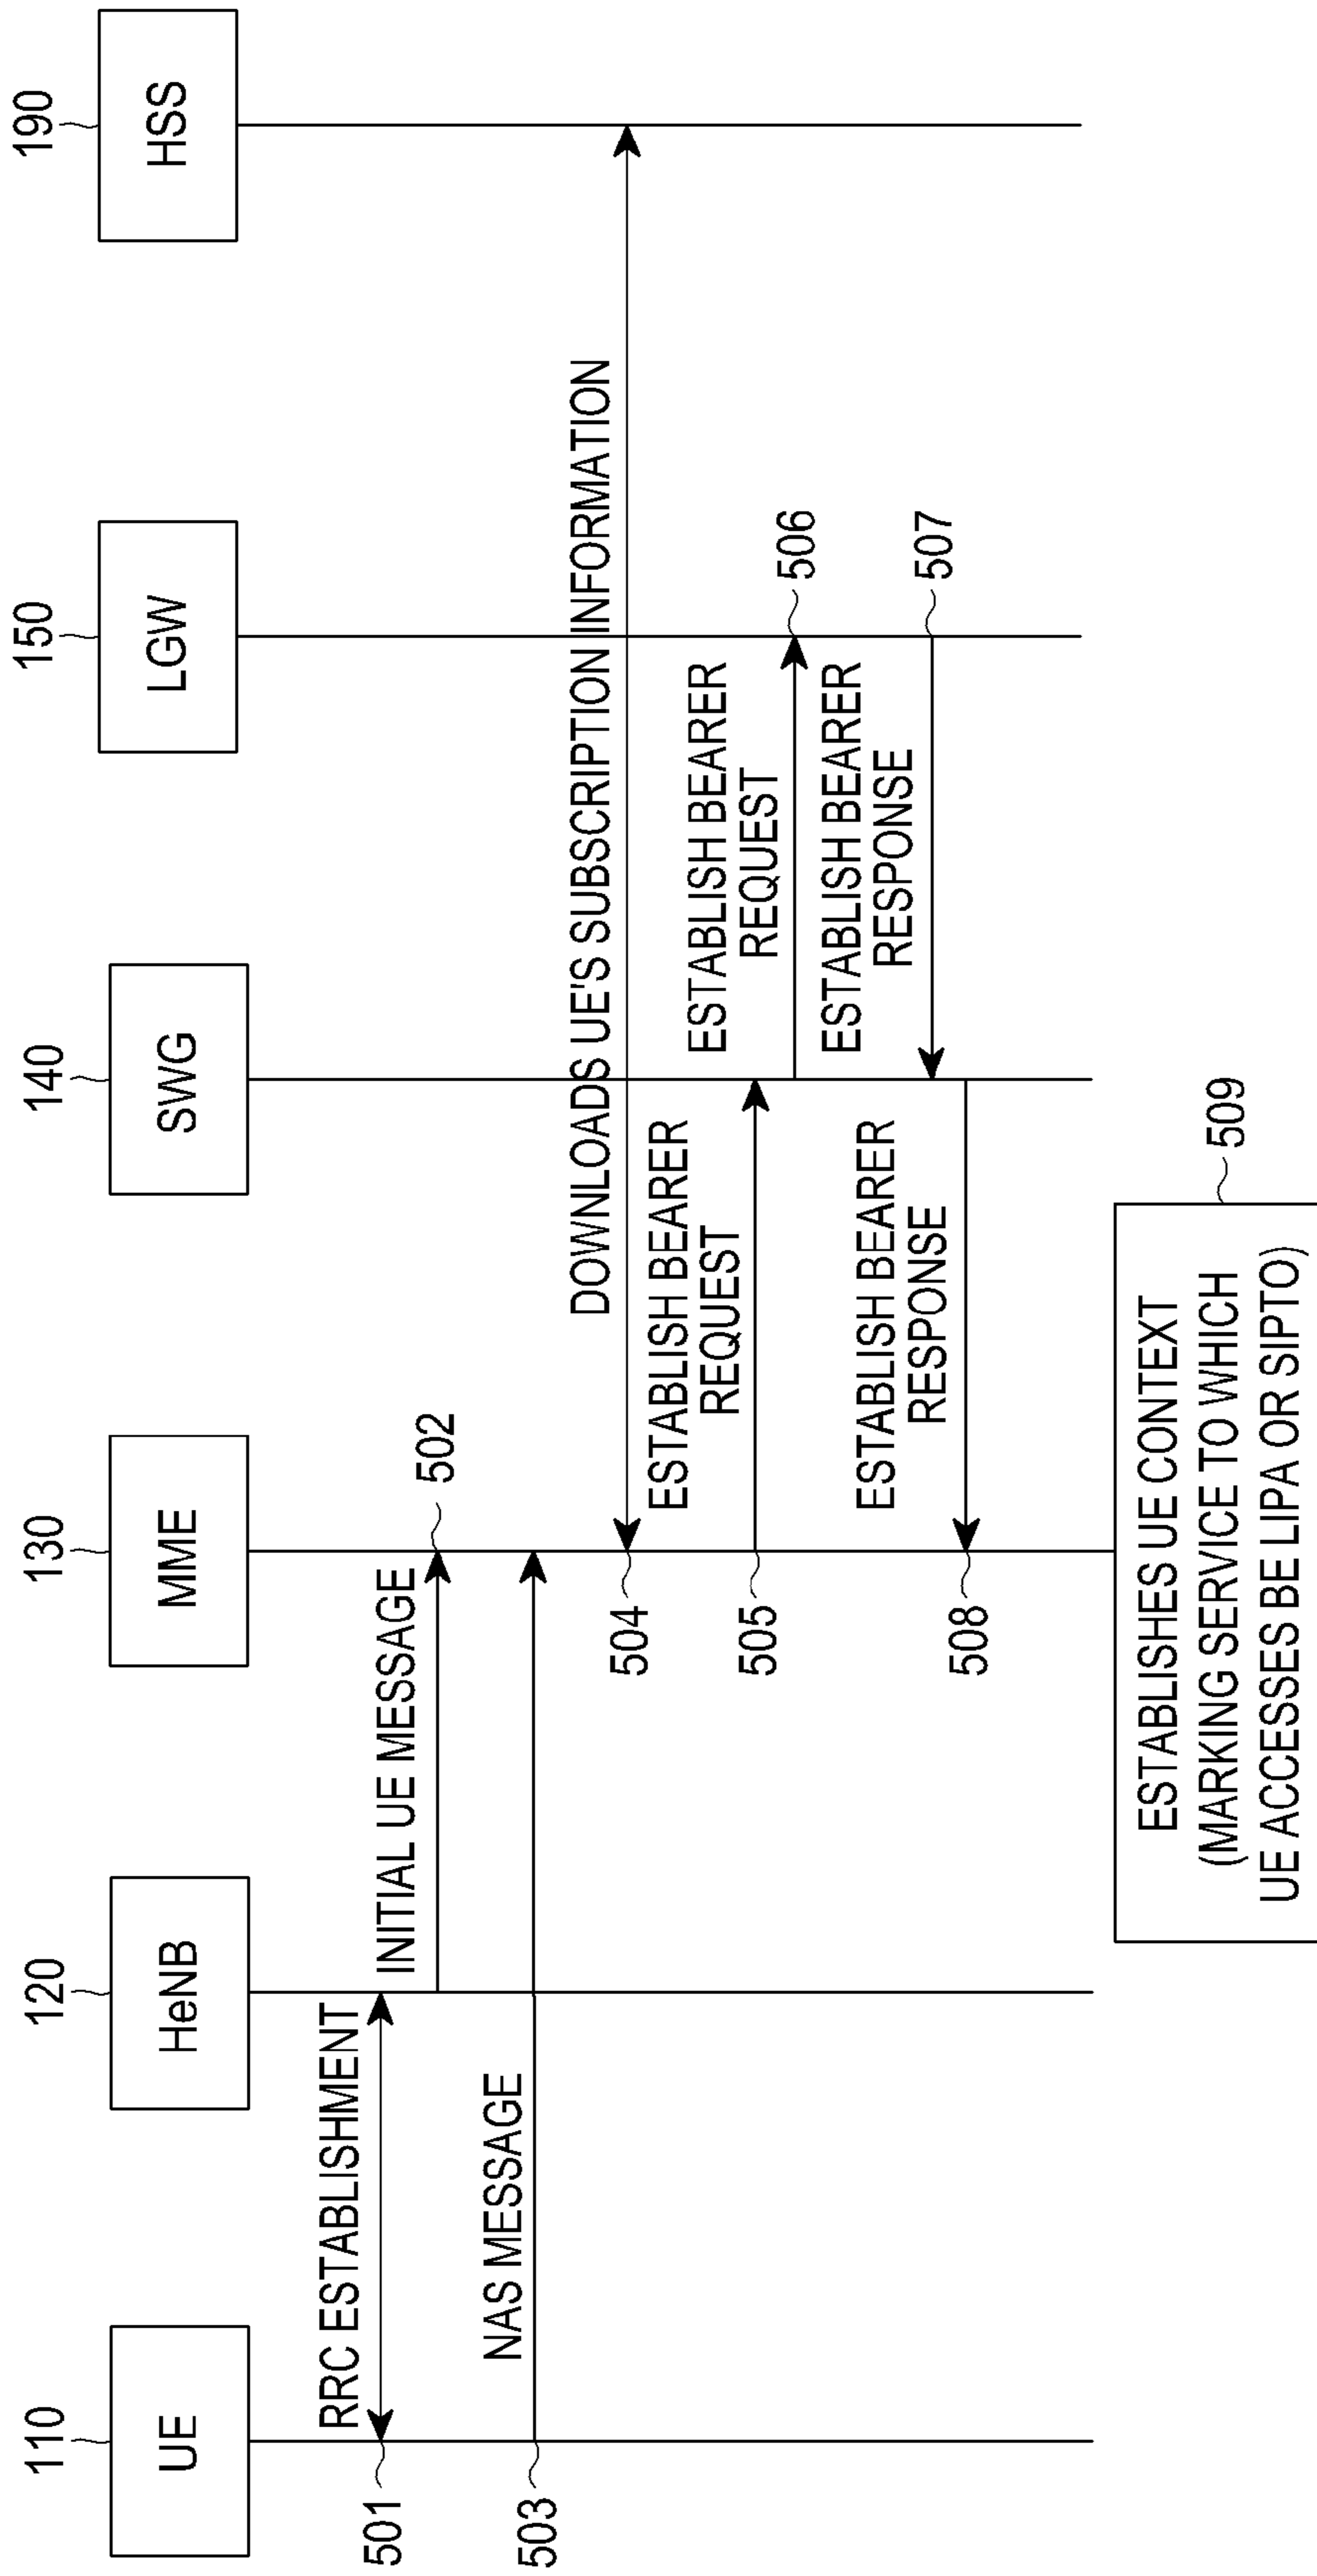 110
120
130
140
150
190
UE
HeNB
MME
SWG
LGW
HSS
501
RRC ESTABLISHMENT
INITIAL UE MESSAGE
502
503
NAS MESSAGE
DOWNLOADS UE'S SUBSCRIPTION INFORMATION
504
ESTABLISH BEARER
REQUEST
505
ESTABLISH BEARER
REQUEST
506
ESTABLISH BEARER
RESPONSE
507
ESTABLISH BEARER
RESPONSE
508
ESTABLISHES UE CONTEXT
(MARKING SERVICE TO WHICH
UE ACCESSES BE LIPA OR SIPTO)
509